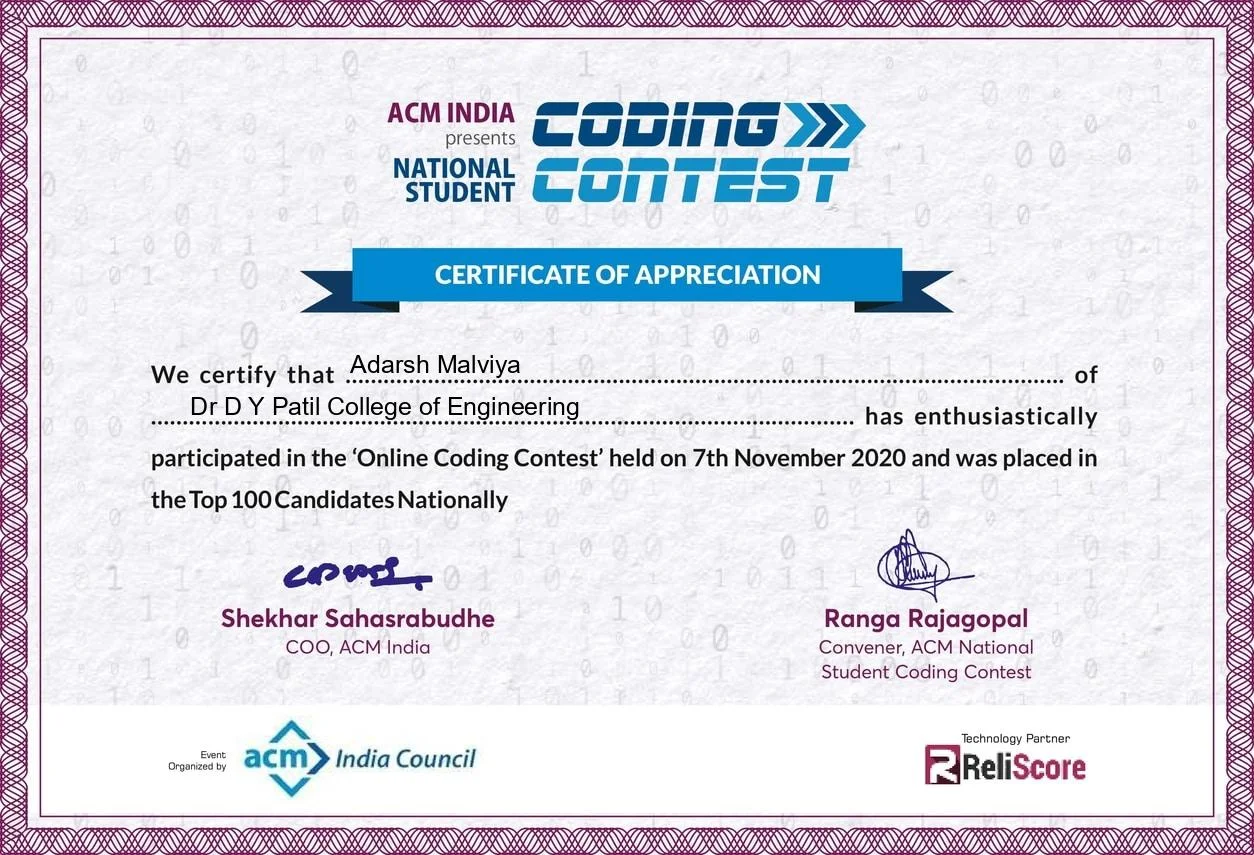 ACM INDIA
presents
NATIONAL
STUDENT
CODING
CONTEST
CERTIFICATE OF APPRECIATION
We certify that Adarsh Malviya of
Dr D Y Patil College of Engineering has enthusiastically
participated in the ‘Online Coding Contest’ held on 7th November 2020 and was placed in
the Top 100 Candidates Nationally
Shekhar Sahasrabudhe
COO, ACM India
Ranga Rajagopal
Convener, ACM National
Student Coding Contest
Event
Organized by
acm India Council
Technology Partner
ReliScore